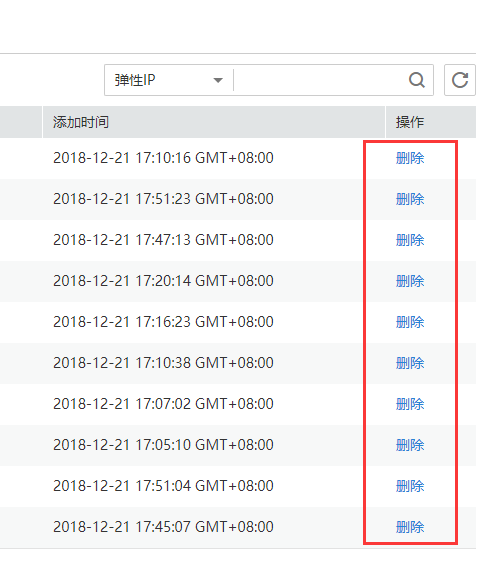 弹性IP
添加时间 操作
2018-12-21 17:10:16 GMT+08:00 删除
2018-12-21 17:51:23 GMT+08:00 删除
2018-12-21 17:47:13 GMT+08:00 删除
2018-12-21 17:20:14 GMT+08:00 删除
2018-12-21 17:16:23 GMT+08:00 删除
2018-12-21 17:10:38 GMT+08:00 删除
2018-12-21 17:07:02 GMT+08:00 删除
2018-12-21 17:05:10 GMT+08:00 删除
2018-12-21 17:51:04 GMT+08:00 删除
2018-12-21 17:45:07 GMT+08:00 删除